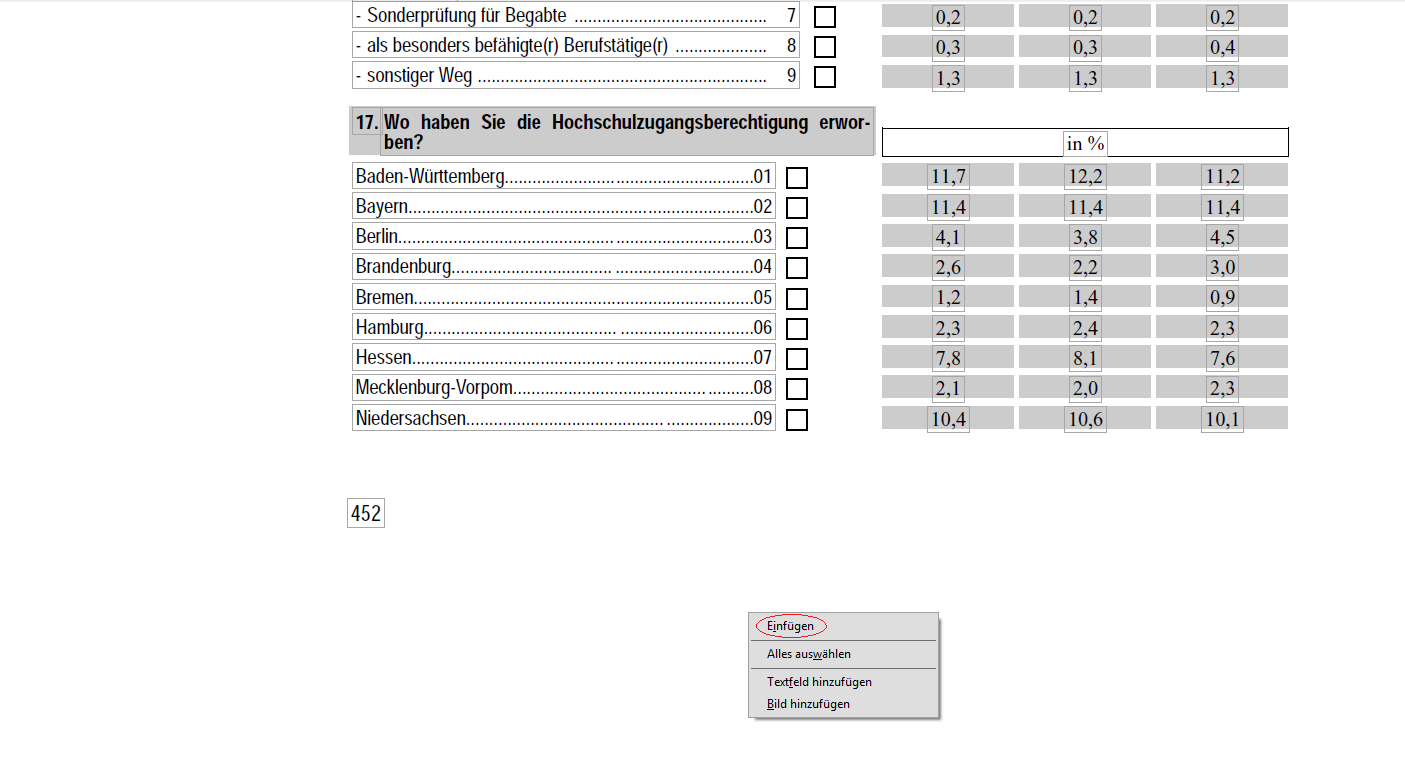 - Sonderprüfung für Begabte .......................................... 7 0,2 0,2 0,2
- als besonders befähigte(r) Berufstätige(r) .................... 8 0,3 0,3 0,4
- sonstiger Weg ............................................................... 9 1,3 1,3 1,3
17. Wo haben Sie die Hochschulzugangsberechtigung erwor-
ben?
in %
Baden-Württemberg......................................................01 11,7 12,2 11,2
Bayern...........................................................................02 11,4 11,4 11,4
Berlin.............................................................................03 4,1 3,8 4,5
Brandenburg..................................................................04 2,6 2,2 3,0
Bremen..........................................................................05 1,2 1,4 0,9
Hamburg........................................................................06 2,3 2,4 2,3
Hessen..........................................................................07 7,8 8,1 7,6
Mecklenburg-Vorpom....................................................08 2,1 2,0 2,3
Niedersachsen..............................................................09 10,4 10,6 10,1
452
Einfügen
Alles auswählen
Textfeld hinzufügen
Bild hinzufügen